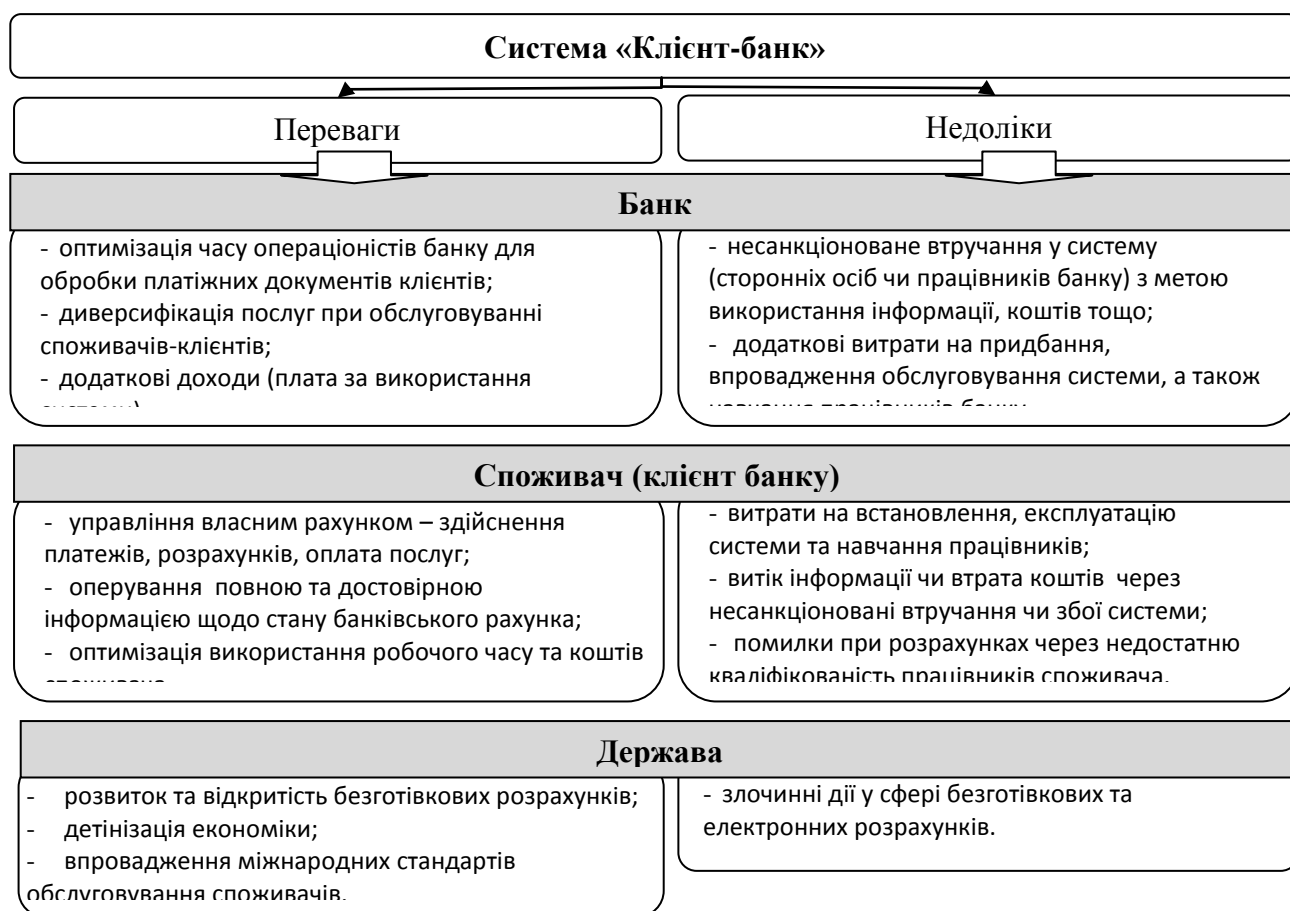 Система «Клієнт-банк»
Переваги
Недоліки
Банк
- оптимізація часу операціоністів банку для
обробки платіжних документів клієнтів;
- диверсифікація послуг при обслуговуванні
споживачів-клієнтів;
- додаткові доходи (плата за використання
- несанкціоноване втручання у систему
(сторонніх осіб чи працівників банку) з метою
використання інформації, коштів тощо;
- додаткові витрати на придбання,
впровадження обслуговування системи, а також
навчання працівників банку
Споживач (клієнт банку)
- управління власним рахунком – здійснення
платежів, розрахунків, оплата послуг;
- оперування повною та достовірною
інформацією щодо стану банківського рахунка;
- оптимізація використання робочого часу та коштів
- витрати на встановлення, експлуатацію
системи та навчання працівників;
- витік інформації чи втрата коштів через
несанкціоновані втручання чи збої системи;
- помилки при розрахунках через недостатню
кваліфікованість працівників споживача.
Держава
- розвиток та відкритість безготівкових розрахунків;
- детінізація економіки;
- впровадження міжнародних стандартів
обслуговування споживачів.
- злочинні дії у сфері безготівкових та
електронних розрахунків.